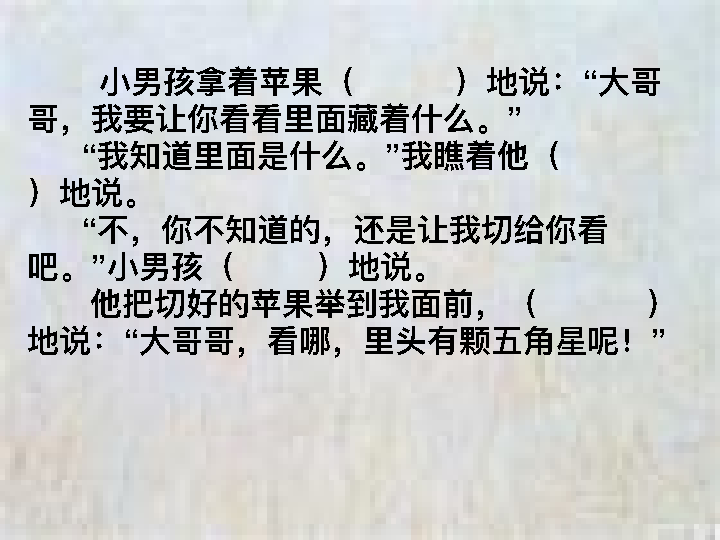 小男孩拿着苹果（　　　）地说：“大哥
哥，我要让你看看里面藏着什么。”
“我知道里面是什么。”我瞧着他（
）地说。
“不，你不知道的，还是让我切给你看
吧。”小男孩（　　）地说。
他把切好的苹果举到我面前，（　　　）
地说：“大哥哥，看哪，里头有颗五角星呢！”